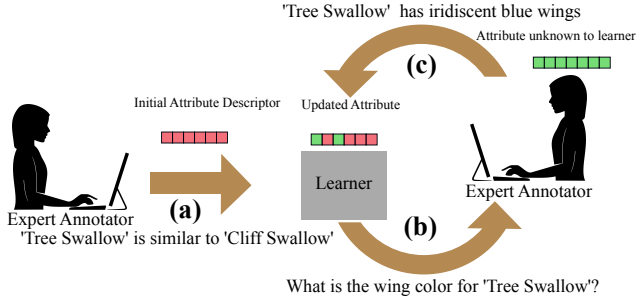 'Tree Swallow' has iridiscent blue wings
Attribute unknown to learner
(c)
Initial Attribute Descriptor
Updated Attribute
Learner
Expert Annotator
(a)
Expert Annotator
(b)
'Tree Swallow' is similar to 'Cliff Swallow'
What is the wing color for 'Tree Swallow'?